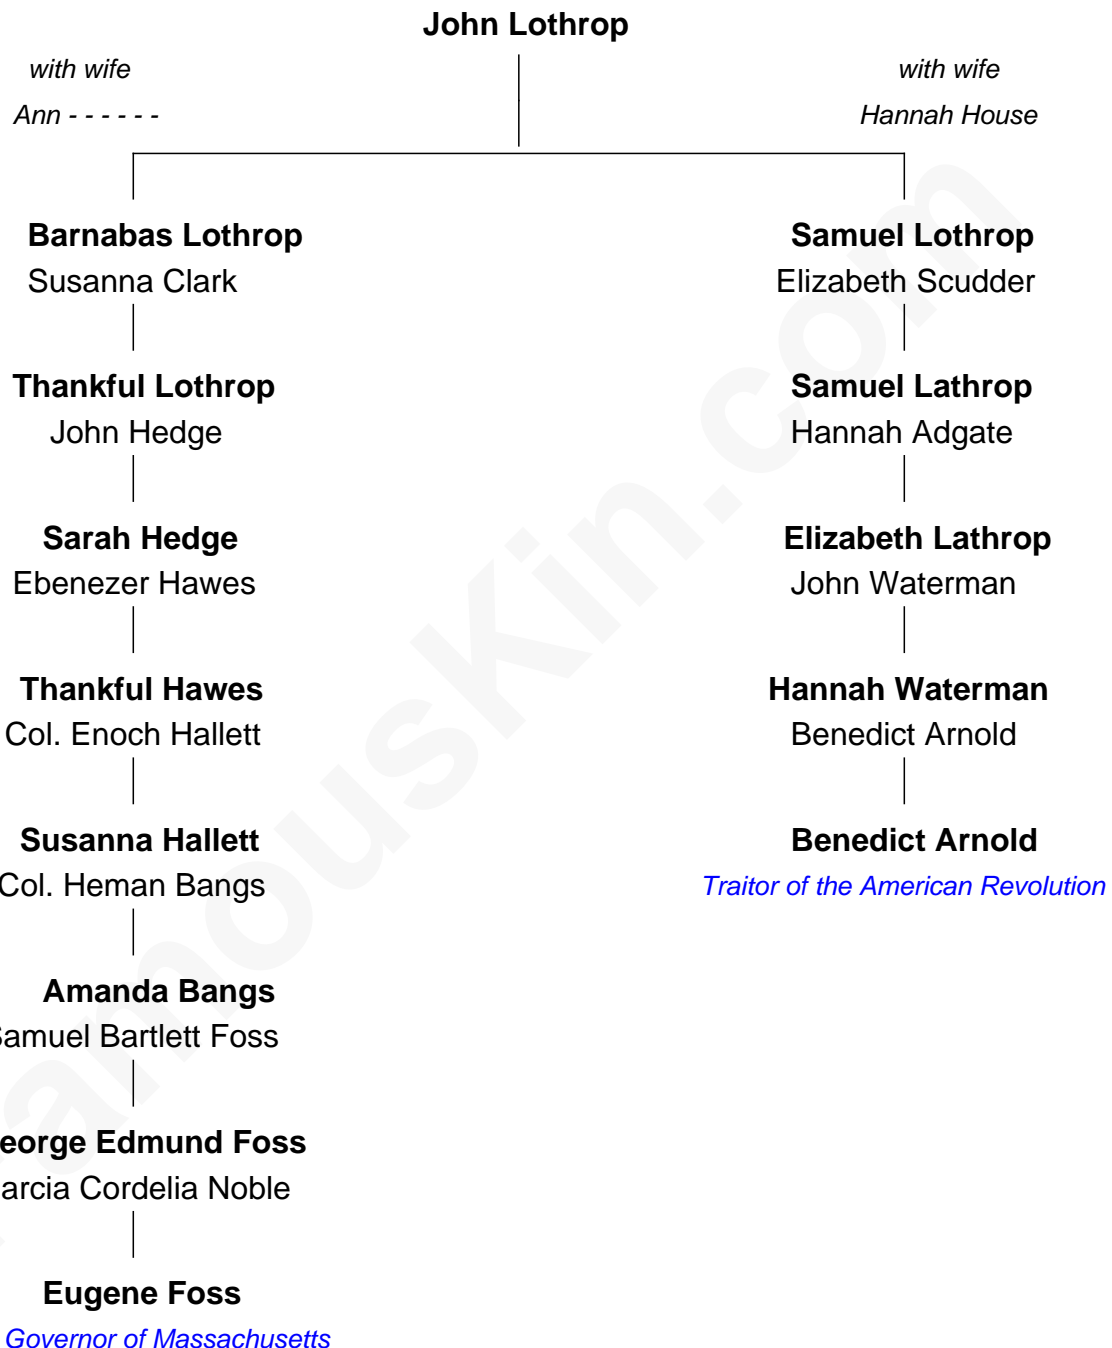 John Lothrop
with wife
Ann - - - - - -
with wife
Hannah House
Barnabas Lothrop
Susanna Clark
Samuel Lothrop
Elizabeth Scudder
Thankful Lothrop
John Hedge
Samuel Lathrop
Hannah Adgate
Sarah Hedge
Ebenezer Hawes
Elizabeth Lathrop
John Waterman
Thankful Hawes
Col. Enoch Hallett
Hannah Waterman
Benedict Arnold
Susanna Hallett
Col. Heman Bangs
Benedict Arnold
Traitor of the American Revolution
Amanda Bangs
Samuel Bartlett Foss
eorge Edmund Foss
arcia Cordelia Noble
Eugene Foss
Governor of Massachusetts
FamousKin.com